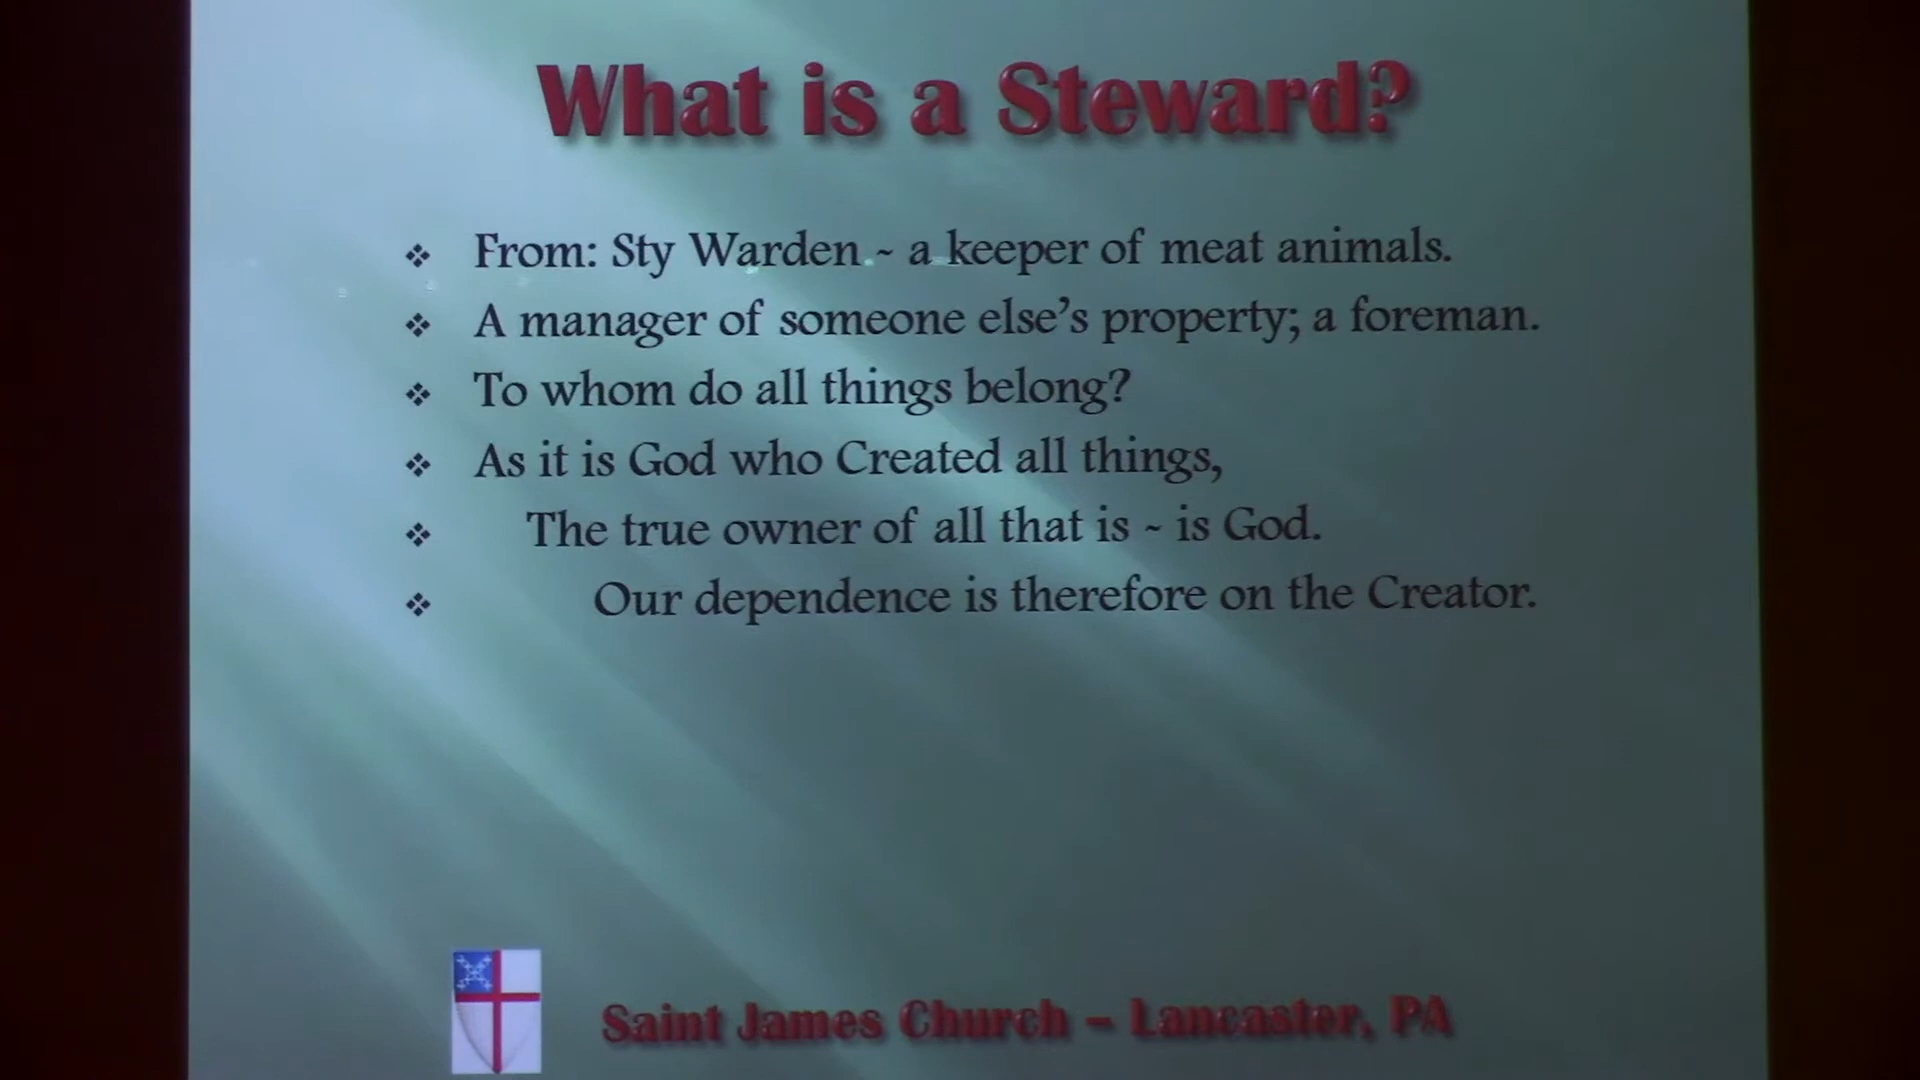 What is a Steward?
❖ From: Sty Warden ~ a keeper of meat animals.
❖ A manager of someone else's property; a foreman.
❖ To whom do all things belong?
❖ As it is God who Created all things,
❖ The true owner of all that is ~ is God.
❖ Our dependence is therefore on the Creator.
Saint James Church – Lancaster, PA